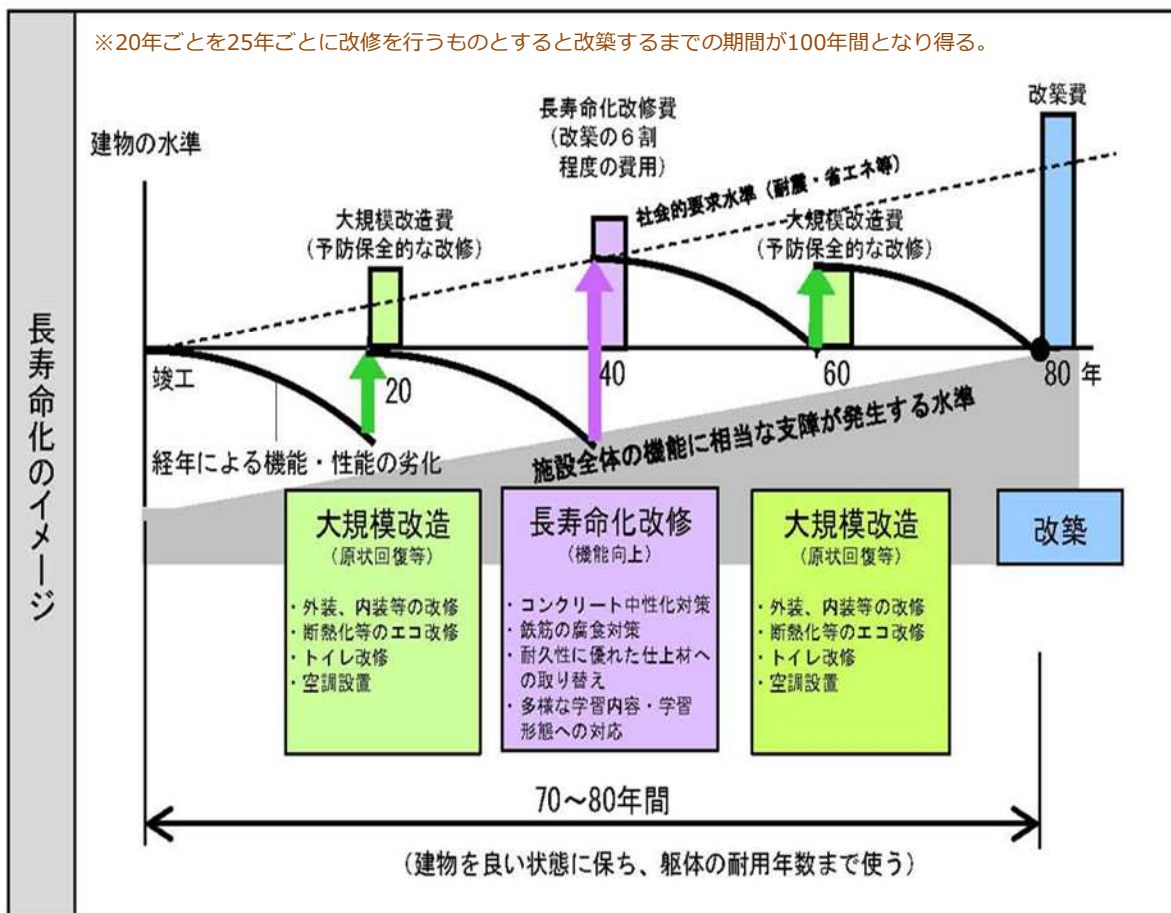 長寿命化のイメージ
※20年ごとを25年ごとに改修を行うものとすると改築するまでの期間が100年間となり得る。
建物の水準
大規模改造費
(予防保全的な改修)
長寿命化改修費
(改築の6割
程度の費用)
社会的要求水準(耐震・省エネ等)
大規模改造費
(予防保全的な改修)
改築費
竣工
20
40
60
80 年
経年による機能・性能の劣化
施設全体の機能に相当な支障が発生する水準
大規模改造
(原状回復等)
・外装、内装等の改修
・断熱化等のエコ改修
・トイレ改修
・空調設置
長寿命化改修
(機能向上)
・コンクリート中性化対策
・鉄筋の腐食対策
・耐久性に優れた仕上材へ
の取り替え
・多様な学習内容・学習
形態への対応
大規模改造
(原状回復等)
・外装、内装等の改修
・断熱化等のエコ改修
・トイレ改修
・空調設置
改築
70~80年間
(建物を良い状態に保ち、躯体の耐用年数まで使う)